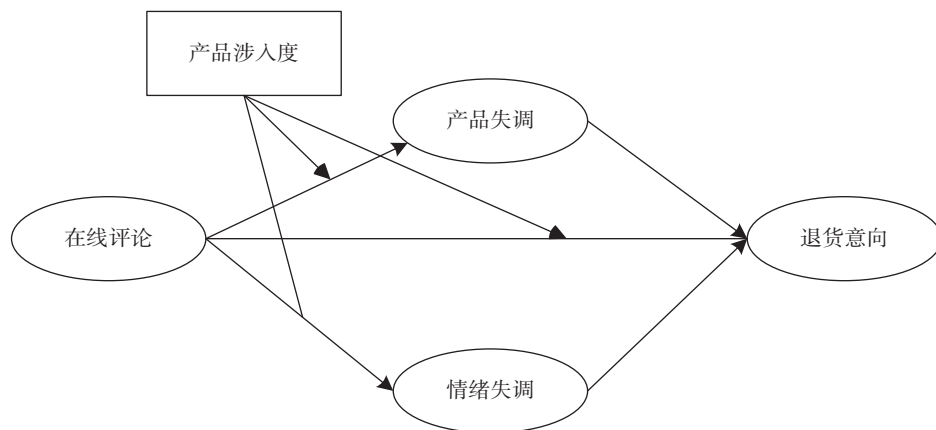 产品涉入度
产品失调
在线评论
退货意向
情绪失调